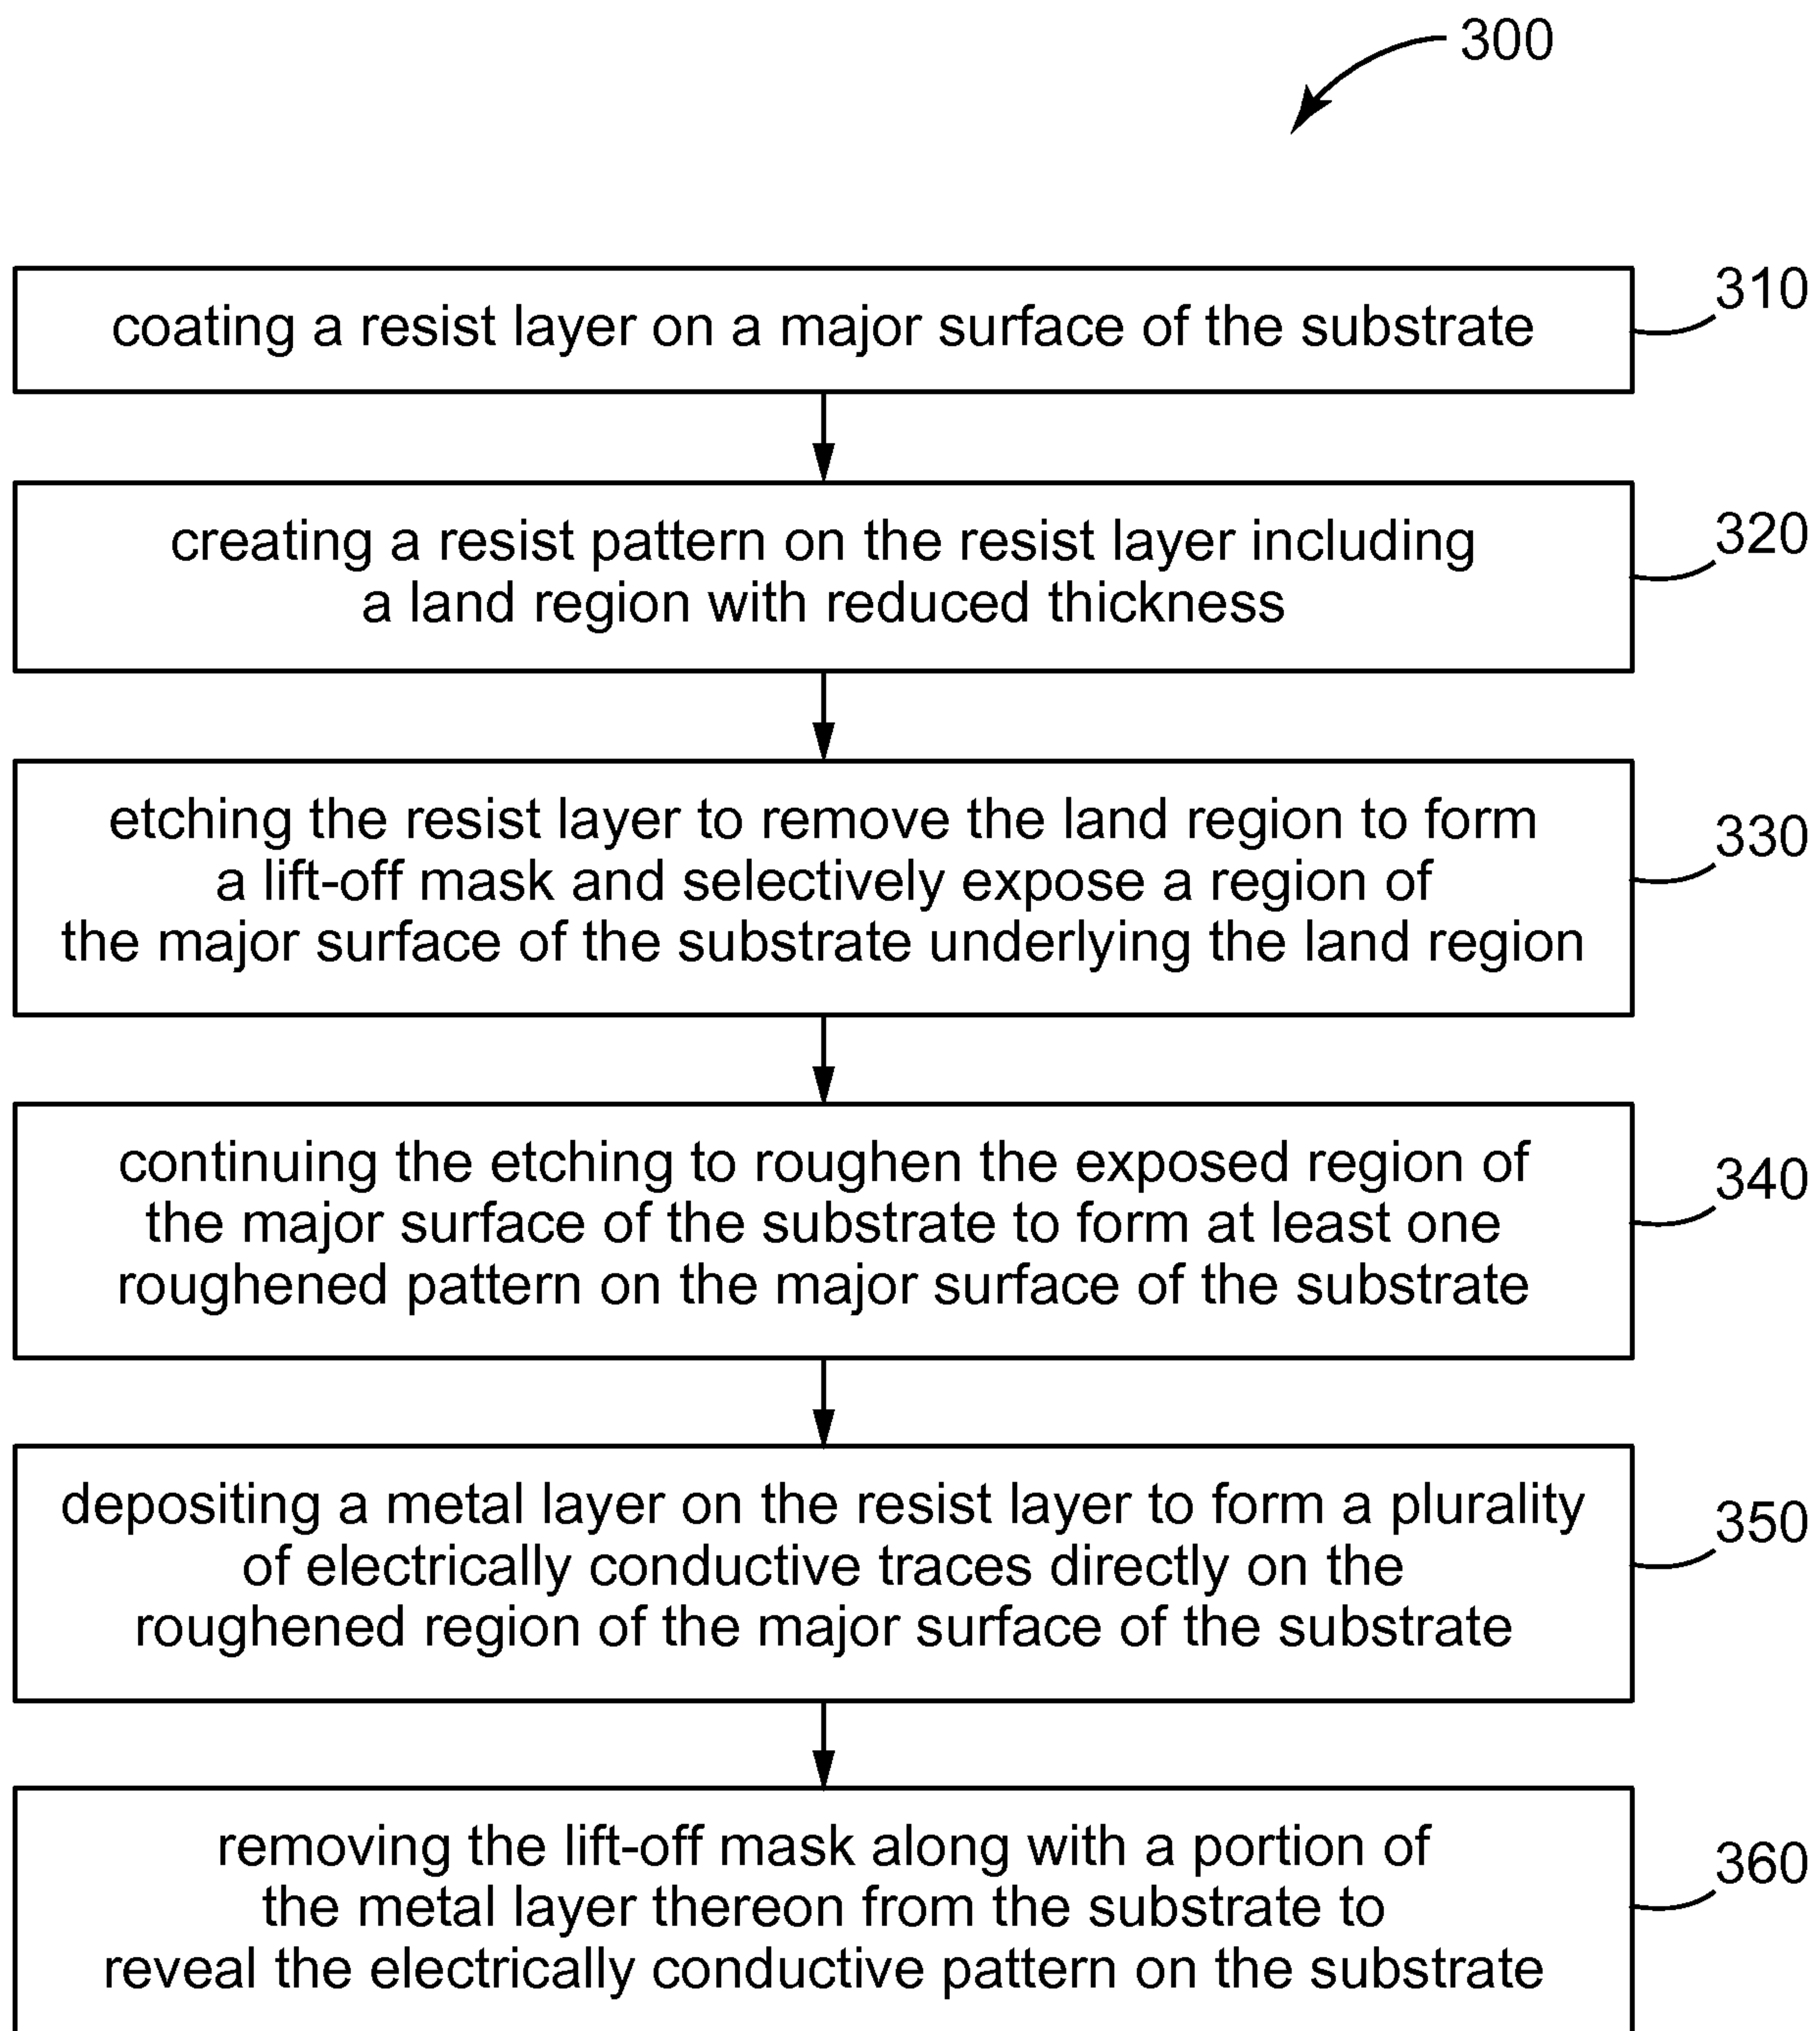 300
coating a resist layer on a major surface of the substrate
310
creating a resist pattern on the resist layer including
a land region with reduced thickness
320
etching the resist layer to remove the land region to form
a lift-off mask and selectively expose a region of
the major surface of the substrate underlying the land region
330
continuing the etching to roughen the exposed region of
the major surface of the substrate to form at least one
roughened pattern on the major surface of the substrate
340
depositing a metal layer on the resist layer to form a plurality
of electrically conductive traces directly on the
roughened region of the major surface of the substrate
350
removing the lift-off mask along with a portion of
the metal layer thereon from the substrate to
reveal the electrically conductive pattern on the substrate
360